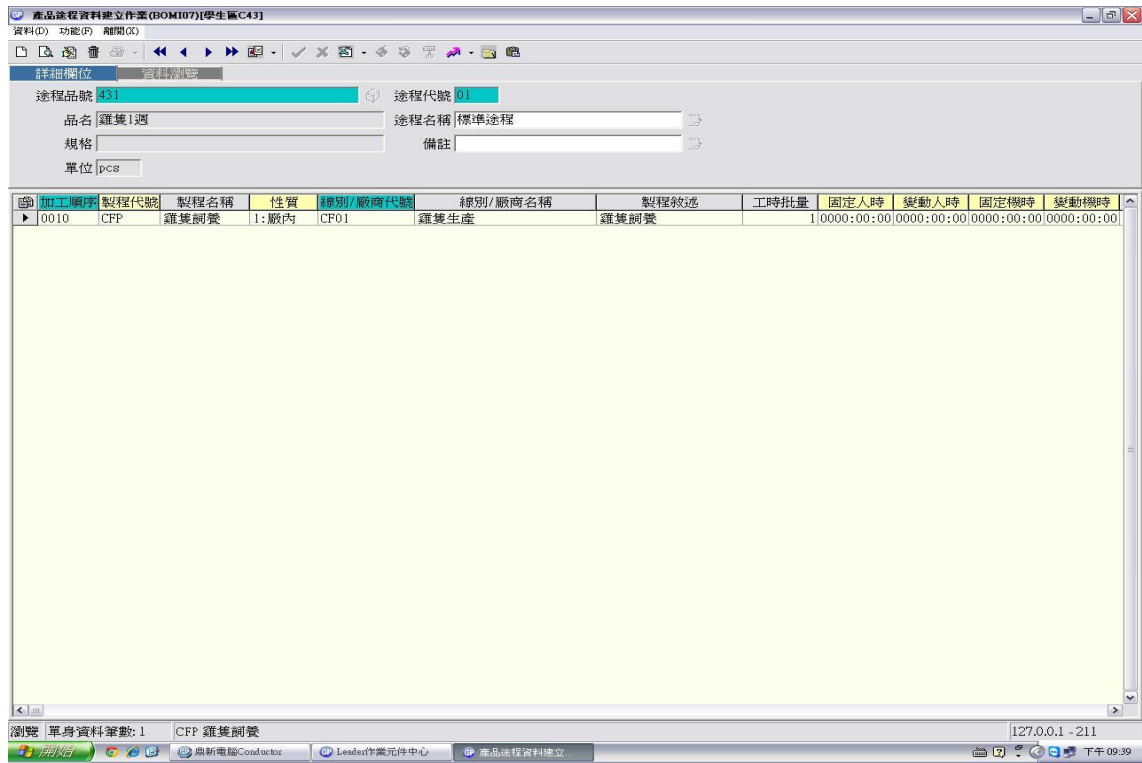 產品途程資料建立作業(BOMI07)[學生區C43]
資料(D) 功能(F) 離開(X)
詳細欄位 資料瀏覽
途程品號 431 途程代號 01
品名 雞隻1週 途程名稱 標準途程
規格 備註
單位 pcs
加工順序 製程代號 製程名稱 性質 線別/廠商代號 線別/廠商名稱 製程敘述 工時批量 固定人時 變動人時 固定機時 變動機時
0010 CFP 雞隻飼養 1:廠內 CF01 雞隻生產 雞隻飼養 1 0000:00:00 0000:00:00 0000:00:00 0000:00:00
瀏覽 單身資料筆數: 1 CFP 雞隻飼養 127.0.0.1 - 211
開始 鼎新電腦Conductor Leader作業元件中心 產品途程資料建立... 下午 09:39